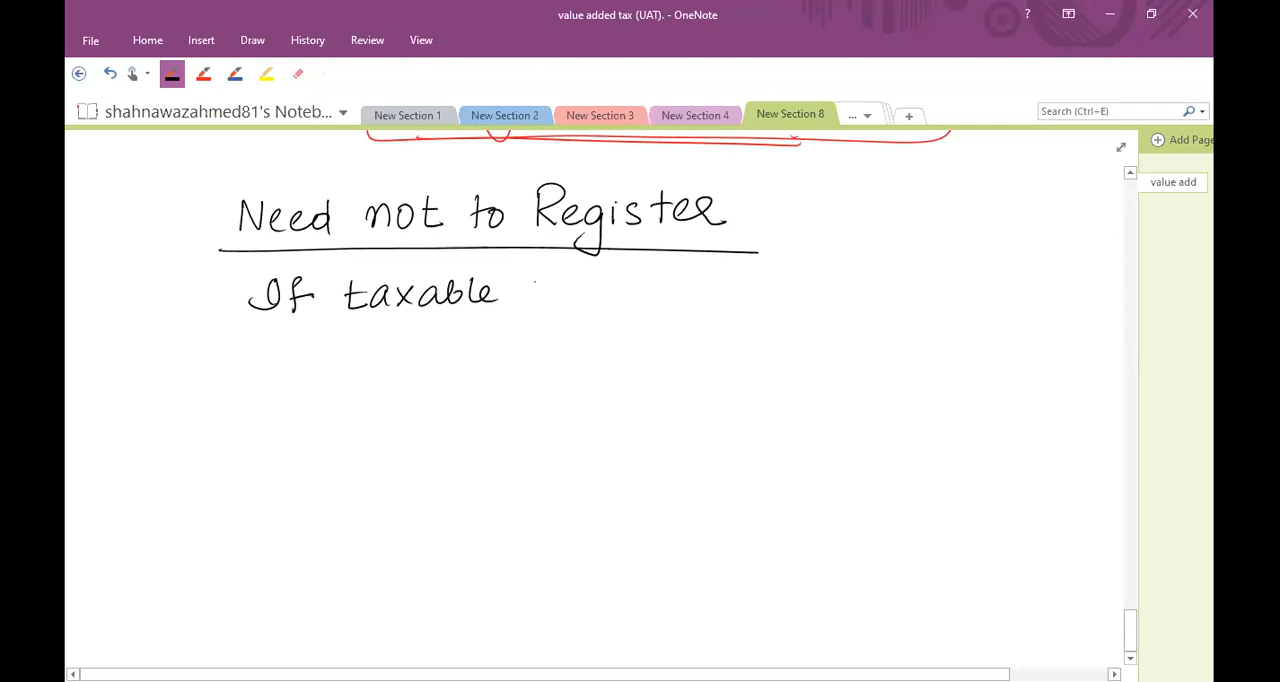 value added tax (UAT). - OneNote
?
File Home Insert Draw History Review View
shahnawazahmed81's Noteb... New Section 1 New Section 2 New Section 3 New Section 4 New Section 8 ... + Search (Ctrl+E)
Add Page
value add
Need not to Register
If taxable